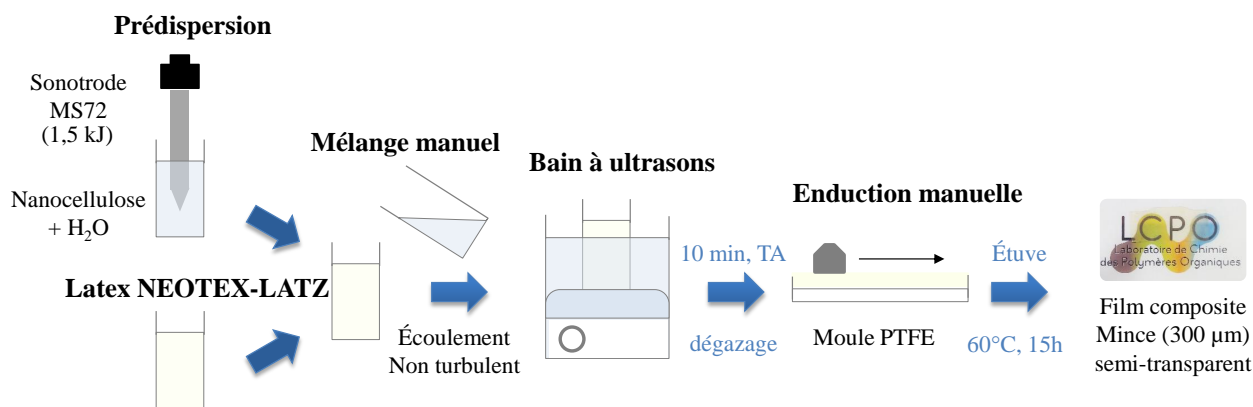 Prédispersion
Sonotrode
MS72
(1,5 kJ)
Nanocellulose
+ H₂O
Latex NEOTEX-LATZ
Mélange manuel
Écoulement
Non turbulent
Bain à ultrasons
10 min, TA
dégazage
Enduction manuelle
Moule PTFE
Étuve
60°C, 15h
LCPO
Laboratoire de Chimie
des Polymères Organiques
Film composite
Mince (300 µm)
semi-transparent